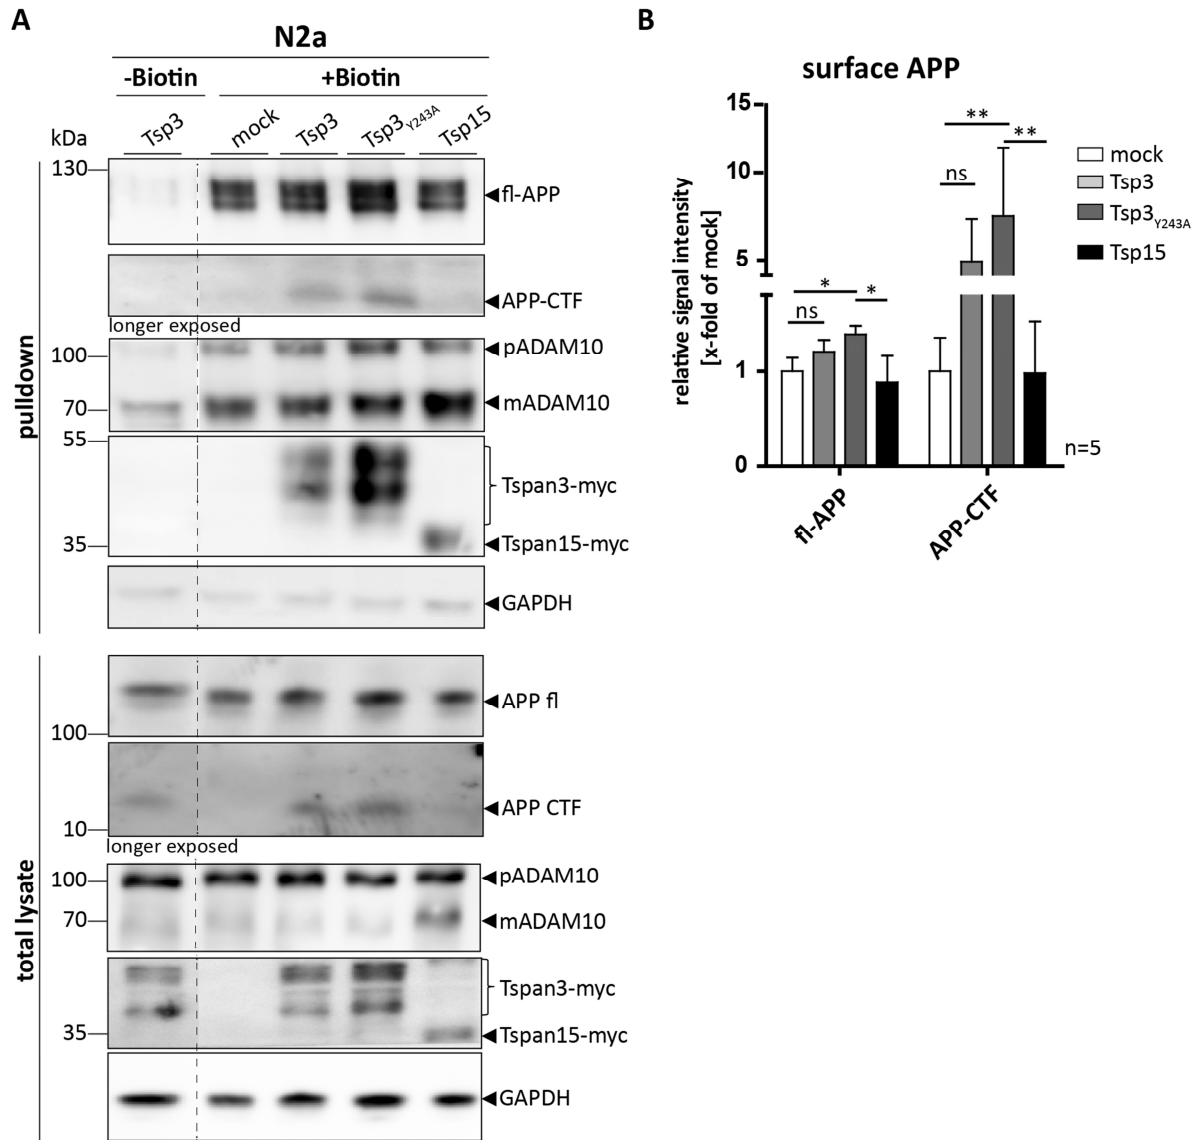 A
N2a
-Biotin +Biotin
kDa Tsp3 mock Tsp3 Tsp3Y243A Tsp15
pulldown
130
fl-APP
APP-CTF
longer exposed
100 pADAM10
70 mADAM10
55
Tspan3-myc
35 Tspan15-myc
GAPDH
total lysate
APP fl
100
APP CTF
10
longer exposed
100 pADAM10
70 mADAM10
Tspan3-myc
35 Tspan15-myc
GAPDH
B
surface APP
relative signal intensity
[x-fold of mock]
15
10
5
1
0
ns
*
*
ns
**
**
fl-APP
APP-CTF
mock
Tsp3
Tsp3Y243A
Tsp15
n=5